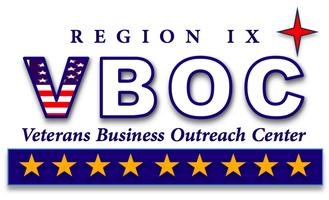 REGION IX
VBOC
Veterans Business Outreach Center